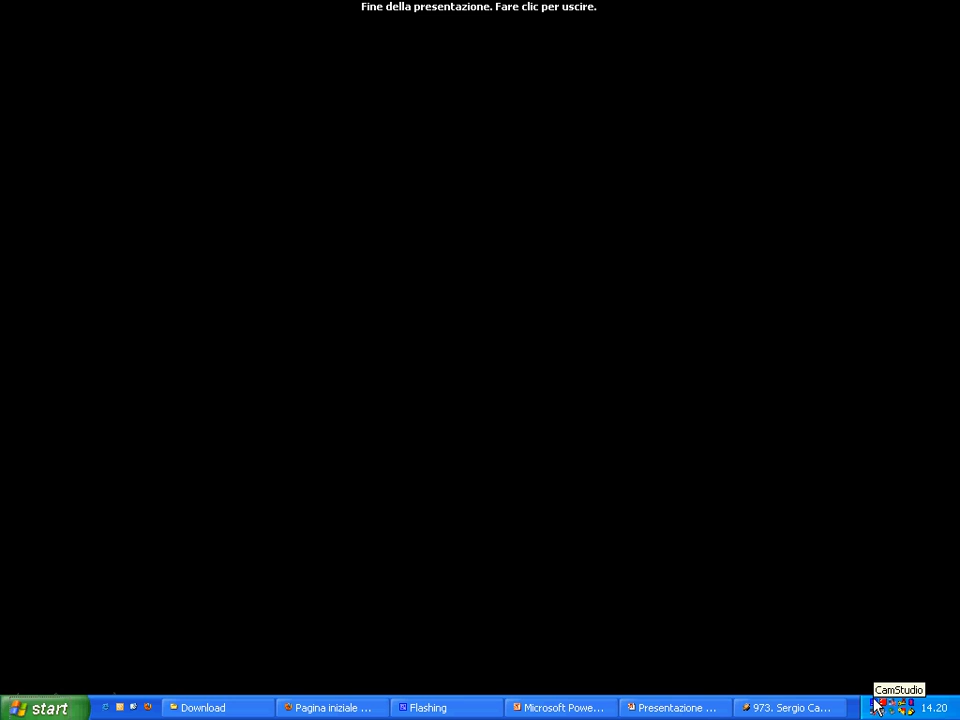 Fine della presentazione. Fare clic per uscire.
CamStudio
start
Download
Pagina iniziale ...
Flashing
Microsoft Powe...
Presentazione ...
973. Sergio Ca...
14.20